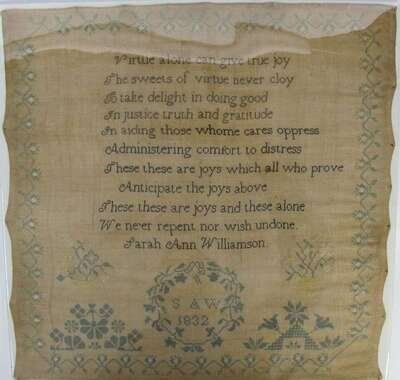 Virtue alone can give true joy
The sweets of virtue never cloy
To take delight in doing good
In justice truth and gratitude
In aiding those whome cares oppress
Administering comfort to distress
These these are joys which all who prove
Anticipate the joys above
These these are joys and these alone
We ne'er repent nor wish undone.
Sarah Ann Williamson.
S A W
1832